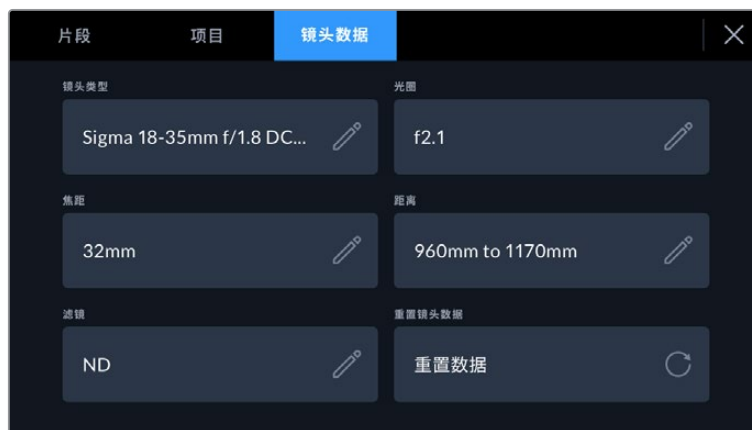 片段 项目 镜头数据
镜头类型 光圈
Sigma 18-35mm f/1.8 DC... f2.1
焦距 距离
32mm 960mm to 1170mm
滤镜 重置镜头数据
ND 重置数据